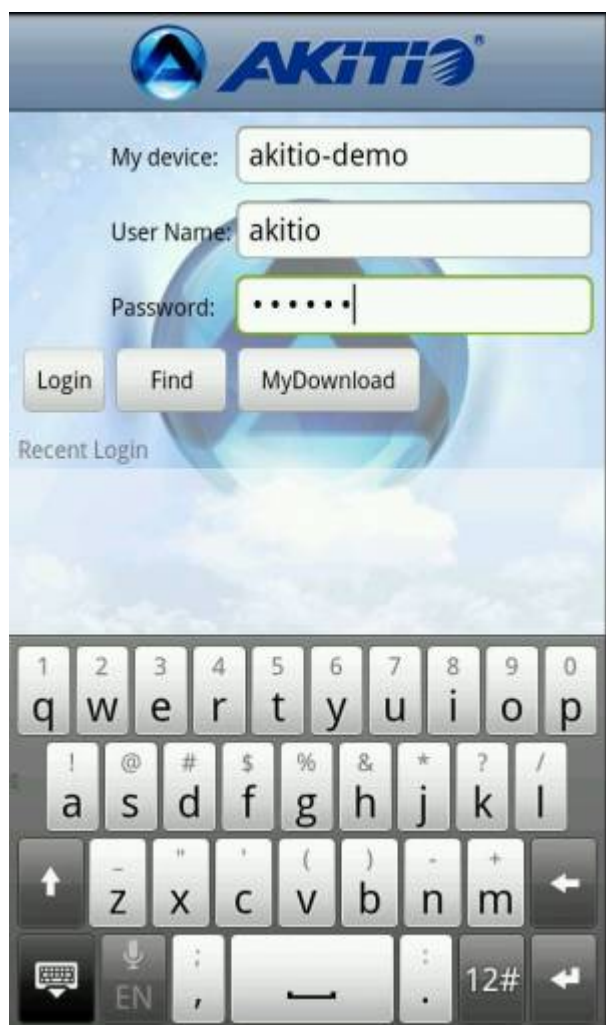 AKiTiO®
My device: akitio-demo
User Name: akitio
Password: ••••••
Login Find MyDownload
Recent Login
1 2 3 4 5 6 7 8 9 0
q w e r t y u i o p
! @ # $ % & * ? /
a s d f g h j k l
_ " ' ( ) - +
z x c v b n m
; :
EN , . 12#